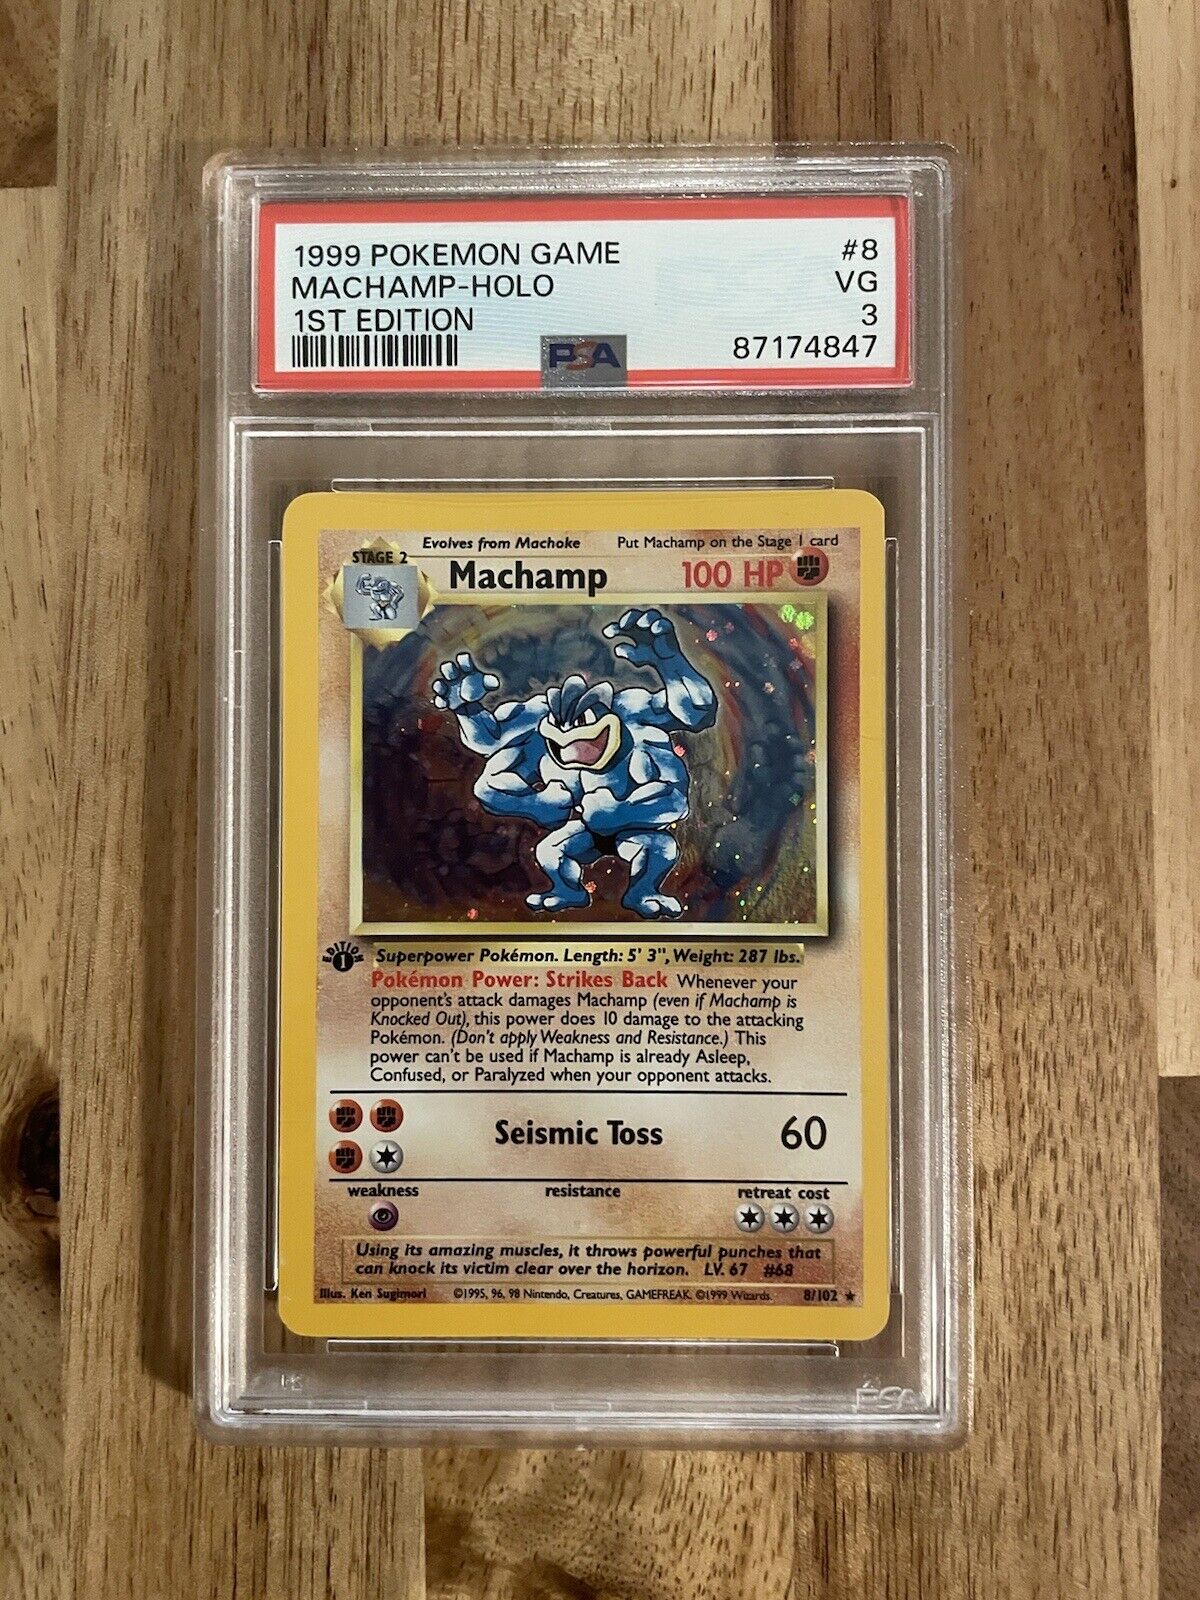 1999 POKEMON GAME #8
MACHAMP-HOLO VG
1ST EDITION 3
PSA 87174847
Evolves from Machoke Put Machamp on the Stage 1 card
STAGE 2
Machamp 100 HP
EDITION
1
Superpower Pokémon. Length: 5' 3", Weight: 287 lbs.
Pokémon Power: Strikes Back Whenever your
opponent's attack damages Machamp (even if Machamp is
Knocked Out), this power does 10 damage to the attacking
Pokémon. (Don't apply Weakness and Resistance.) This
power can't be used if Machamp is already Asleep,
Confused, or Paralyzed when your opponent attacks.
Seismic Toss 60
weakness resistance retreat cost
Using its amazing muscles, it throws powerful punches that
can knock its victim clear over the horizon. LV. 67 #68
Illus. Ken Sugimori ©1995, 96, 98 Nintendo, Creatures, GAMEFREAK. ©1999 Wizards. 8/102 ★
PSA